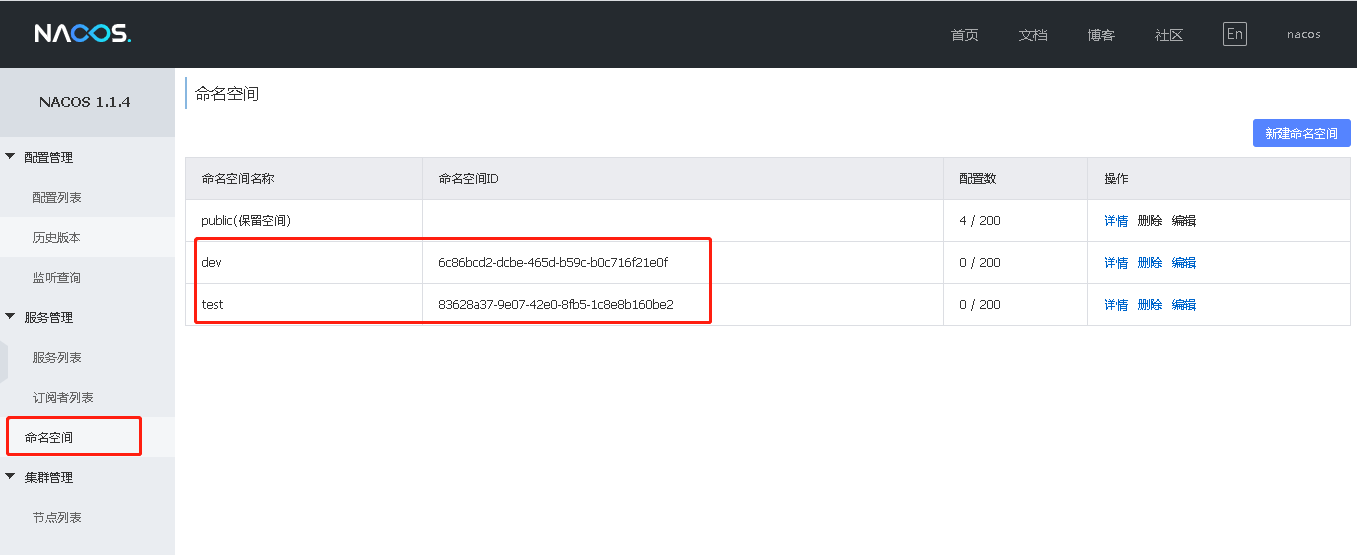 NACOS.
首页 文档 博客 社区 En nacos
NACOS 1.1.4
配置管理
配置列表
历史版本
监听查询
服务管理
服务列表
订阅者列表
命名空间
集群管理
节点列表
命名空间
新建命名空间
命名空间名称 命名空间ID 配置数 操作
public(保留空间) 4 / 200 详情 删除 编辑
dev 6c86bcd2-dcbe-465d-b59c-b0c716f21e0f 0 / 200 详情 删除 编辑
test 83628a37-9e07-42e0-8fb5-1c8e8b160be2 0 / 200 详情 删除 编辑